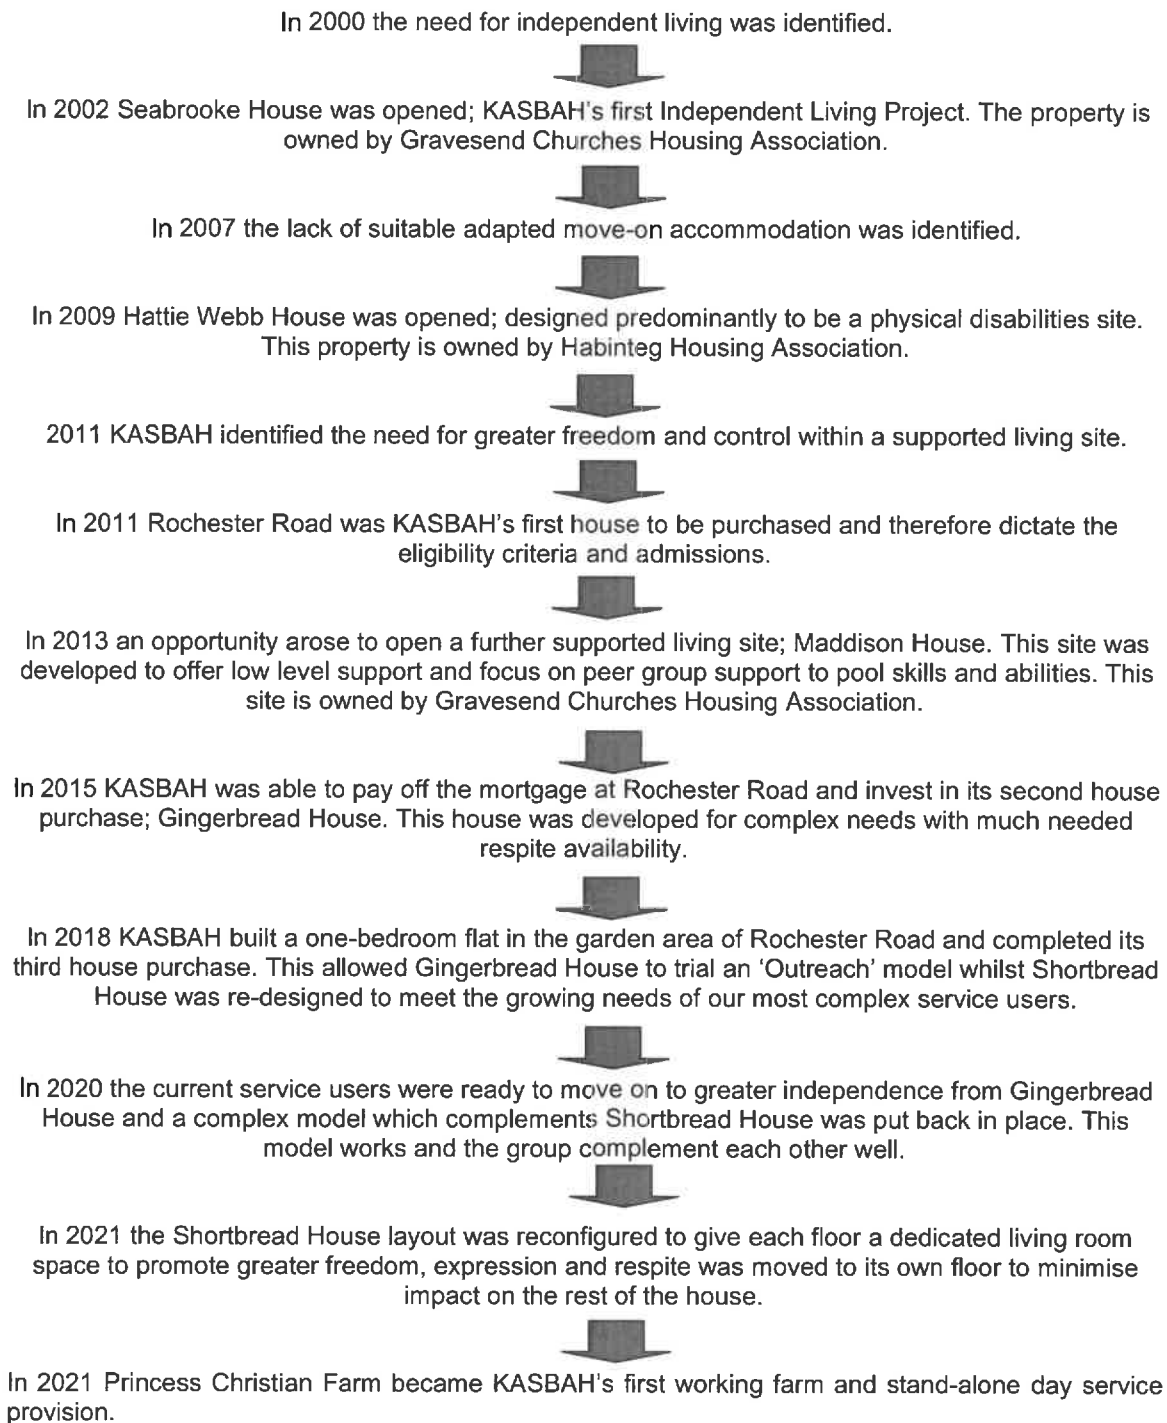 In 2000 the need for independent living was identified.
In 2002 Seabrooke House was opened; KASBAH's first Independent Living Project. The property is
owned by Gravesend Churches Housing Association.
In 2007 the lack of suitable adapted move-on accommodation was identified.
In 2009 Hattie Webb House was opened; designed predominantly to be a physical disabilities site.
This property is owned by Habinteg Housing Association.
2011 KASBAH identified the need for greater freedom and control within a supported living site.
In 2011 Rochester Road was KASBAH's first house to be purchased and therefore dictate the
eligibility criteria and admissions.
In 2013 an opportunity arose to open a further supported living site; Maddison House. This site was
developed to offer low level support and focus on peer group support to pool skills and abilities. This
site is owned by Gravesend Churches Housing Association.
In 2015 KASBAH was able to pay off the mortgage at Rochester Road and invest in its second house
purchase; Gingerbread House. This house was developed for complex needs with much needed
respite availability.
In 2018 KASBAH built a one-bedroom flat in the garden area of Rochester Road and completed its
third house purchase. This allowed Gingerbread House to trial an 'Outreach' model whilst Shortbread
House was re-designed to meet the growing needs of our most complex service users.
In 2020 the current service users were ready to move on to greater independence from Gingerbread
House and a complex model which complements Shortbread House was put back in place. This
model works and the group complement each other well.
In 2021 the Shortbread House layout was reconfigured to give each floor a dedicated living room
space to promote greater freedom, expression and respite was moved to its own floor to minimise
impact on the rest of the house.
In 2021 Princess Christian Farm became KASBAH's first working farm and stand-alone day service
provision.